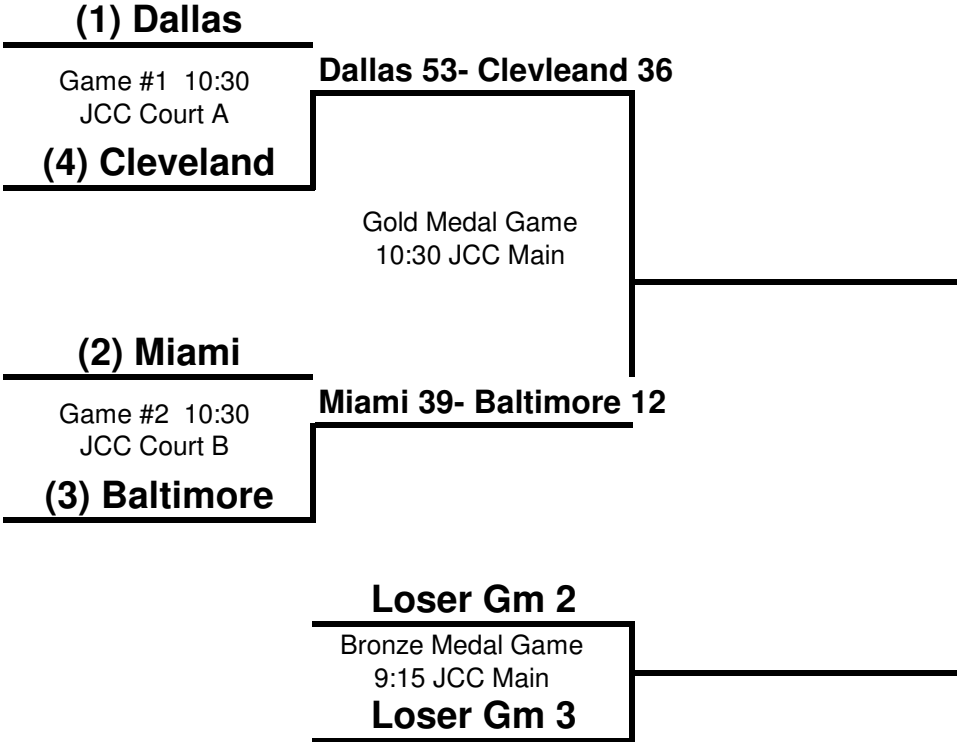 (1) Dallas
Game #1 10:30
JCC Court A
(4) Cleveland
Dallas 53- Clevleand 36
Gold Medal Game
10:30 JCC Main
(2) Miami
Game #2 10:30
JCC Court B
(3) Baltimore
Miami 39- Baltimore 12
Loser Gm 2
Bronze Medal Game
9:15 JCC Main
Loser Gm 3